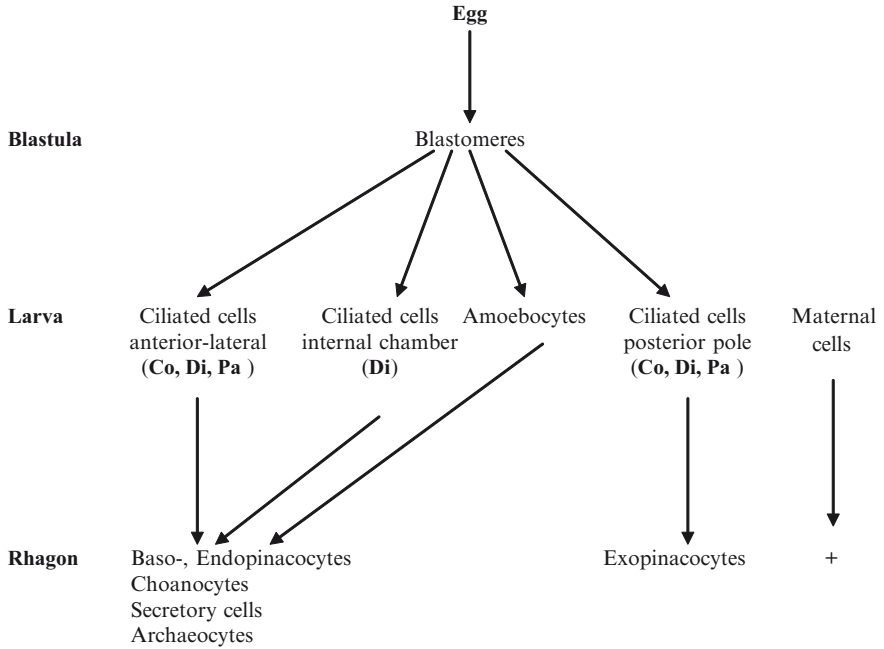 Egg
Blastula
Blastomeres
Larva
Ciliated cells
anterior-lateral
(Co, Di, Pa )
Ciliated cells
internal chamber
(Di)
Amoebocytes
Ciliated cells
posterior pole
(Co, Di, Pa )
Maternal
cells
Rhagon
Baso-, Endopinacocytes
Choanocytes
Secretory cells
Archaeocytes
Exopinacocytes
+